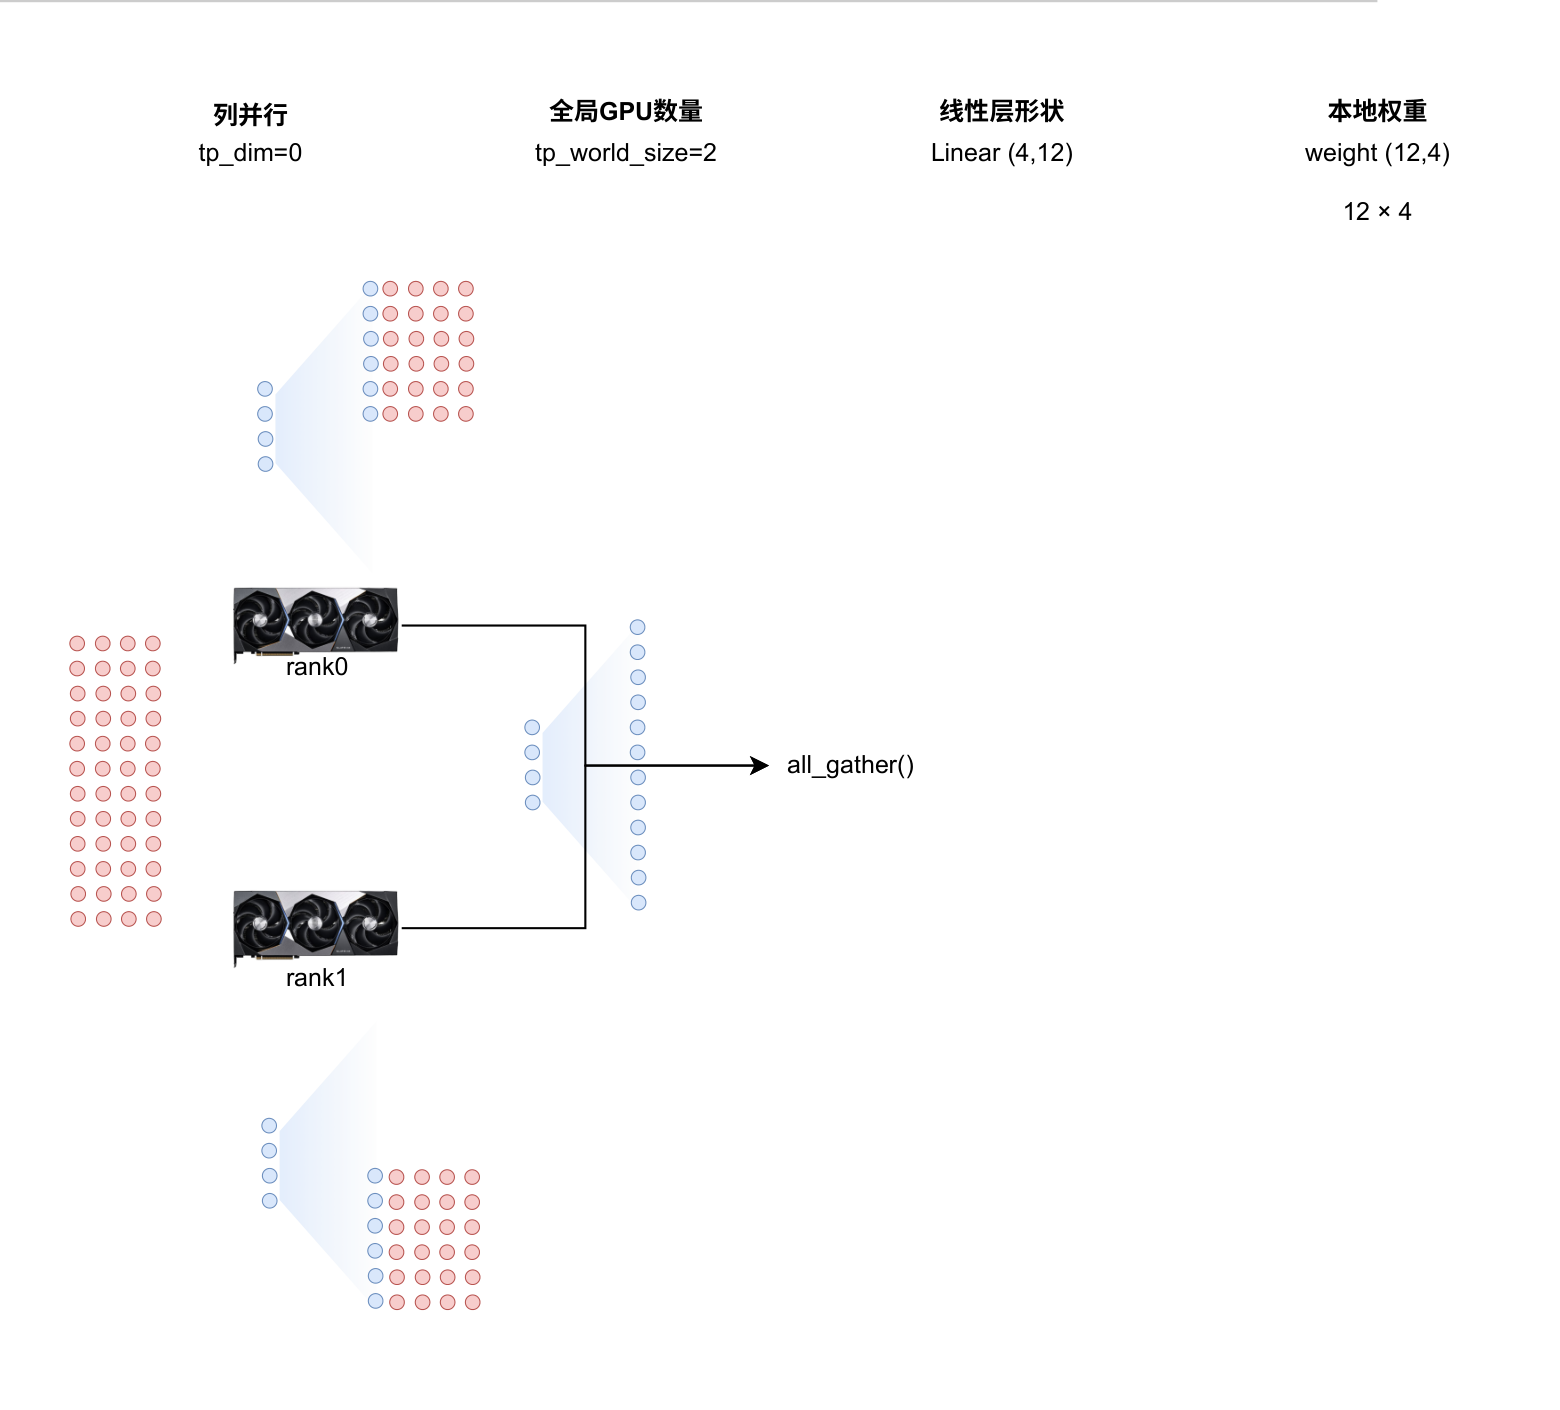 列并行
tp_dim=0
全局GPU数量
tp_world_size=2
线性层形状
Linear (4,12)
本地权重
weight (12,4)
12 × 4
rank0
all_gather()
rank1